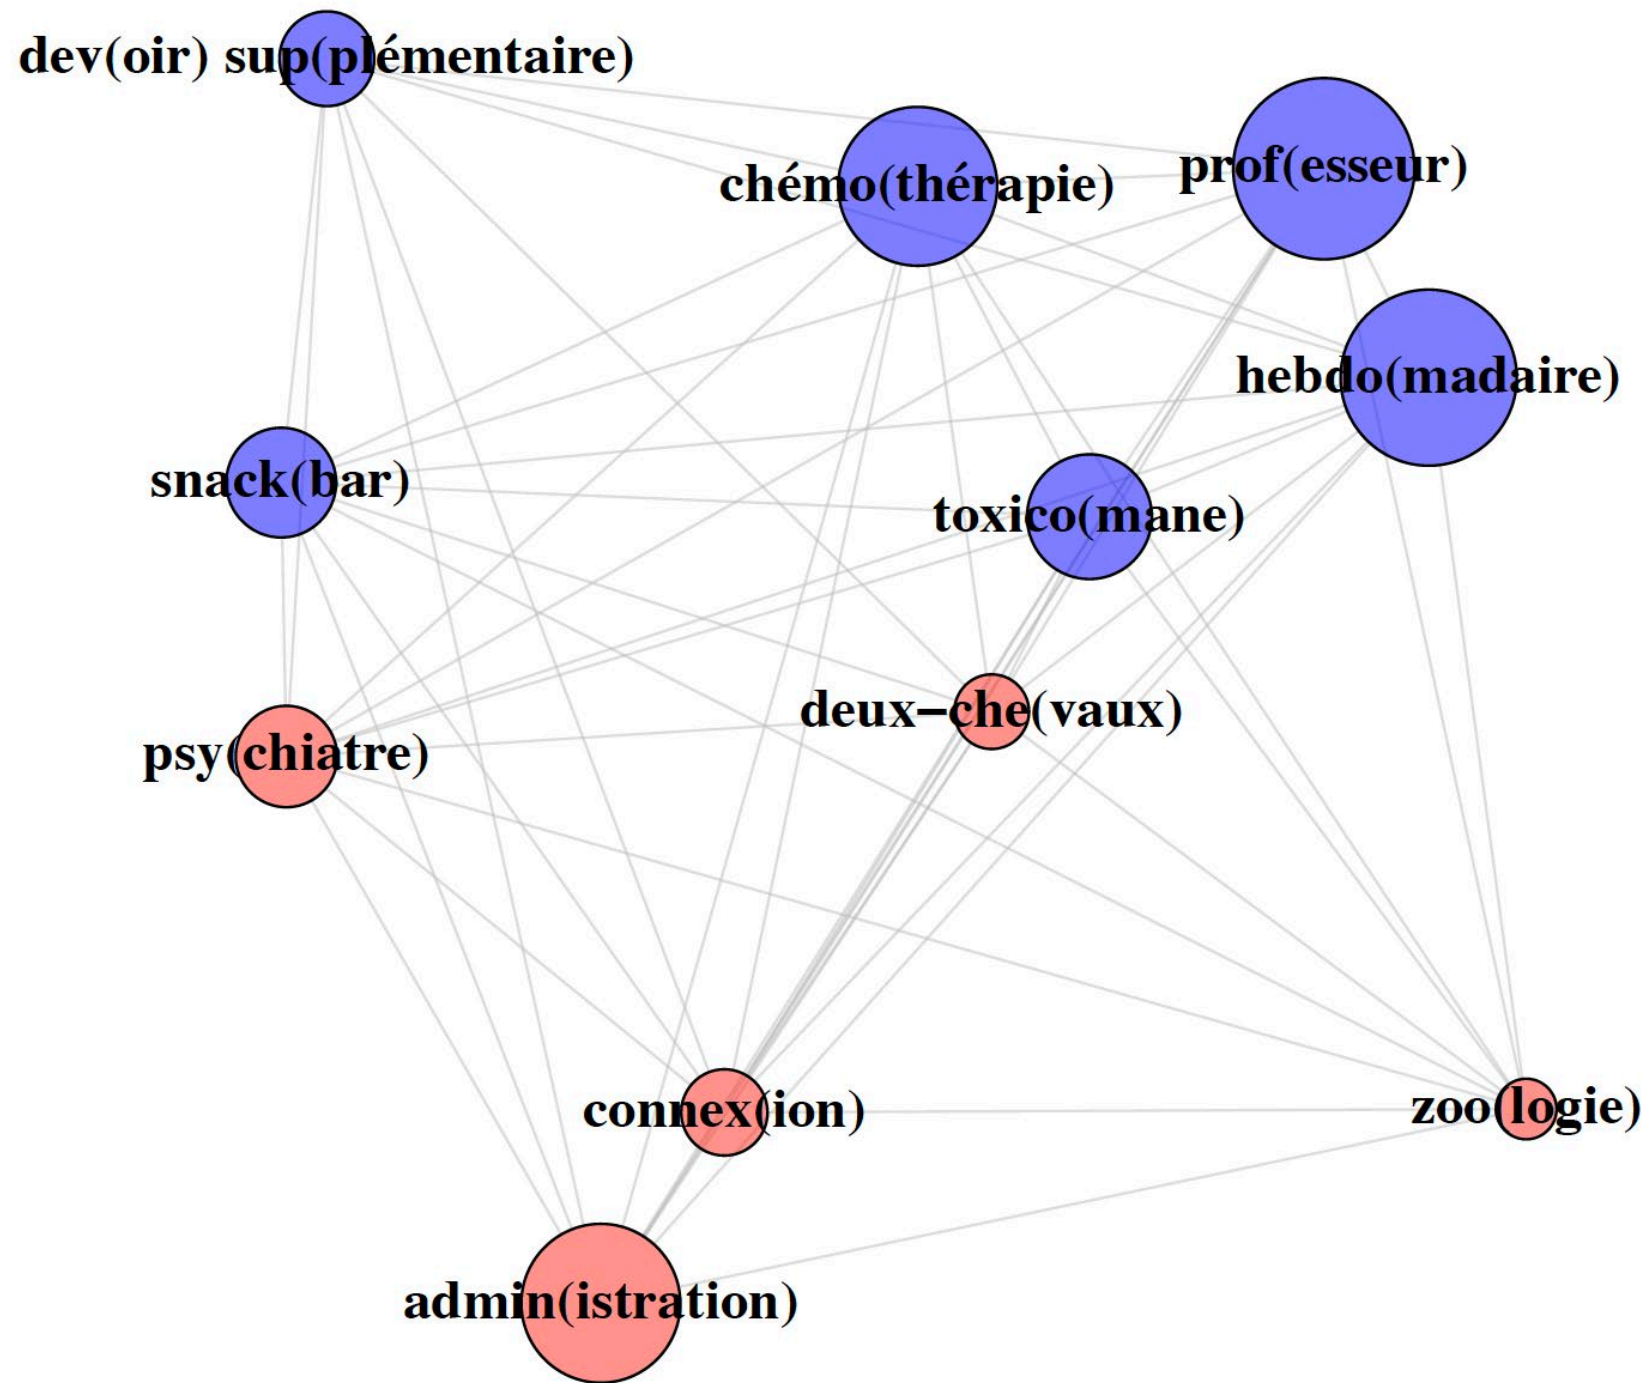 dev(oir) sup(plémentaire)
chémo(thérapie)
prof(esseur)
hebdo(madaire)
snack(bar)
toxico(mane)
deux−che(vaux)
psy(chiatre)
connex(ion)
zoo(logie)
admin(istration)